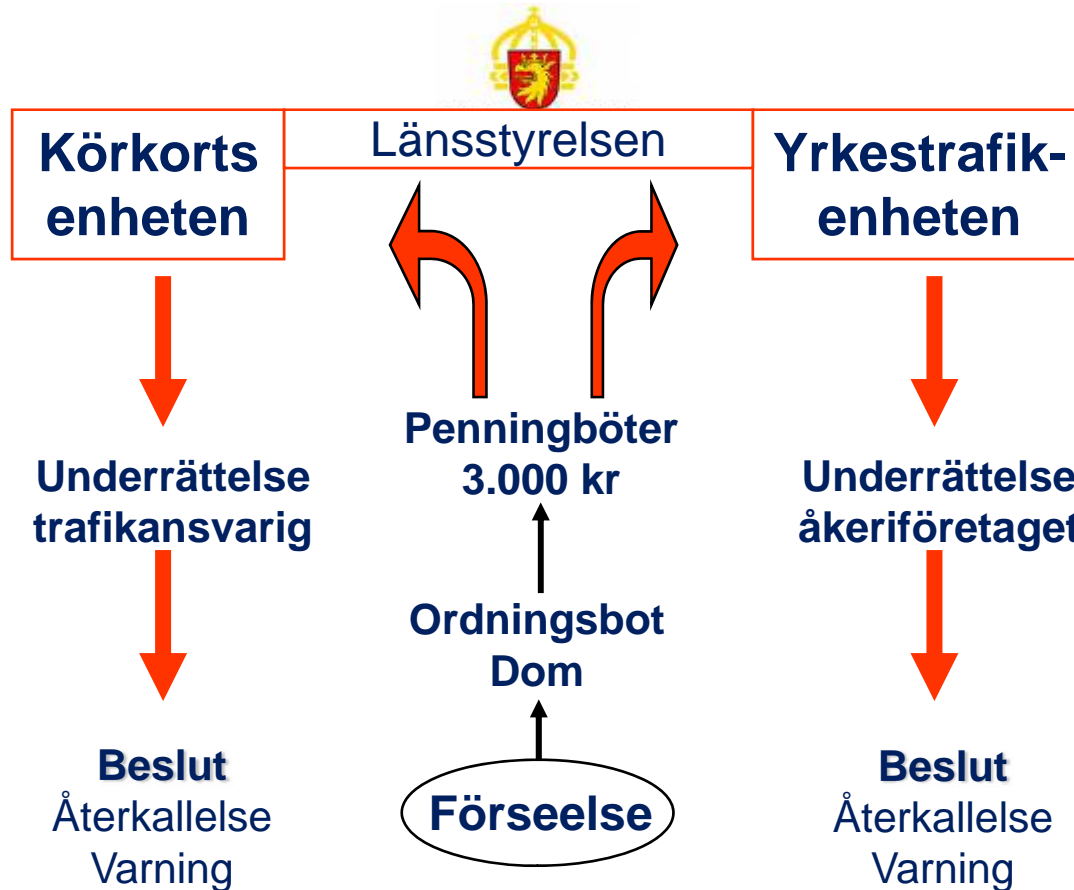 Länsstyrelsen
Körkorts
enheten
Yrkestrafik-
enheten
Penningböter
3.000 kr
Underrättelse
trafikansvarig
Underrättelse
åkeriföretaget
Ordningsbot
Dom
Beslut
Återkallelse
Varning
Förseelse
Beslut
Återkallelse
Varning